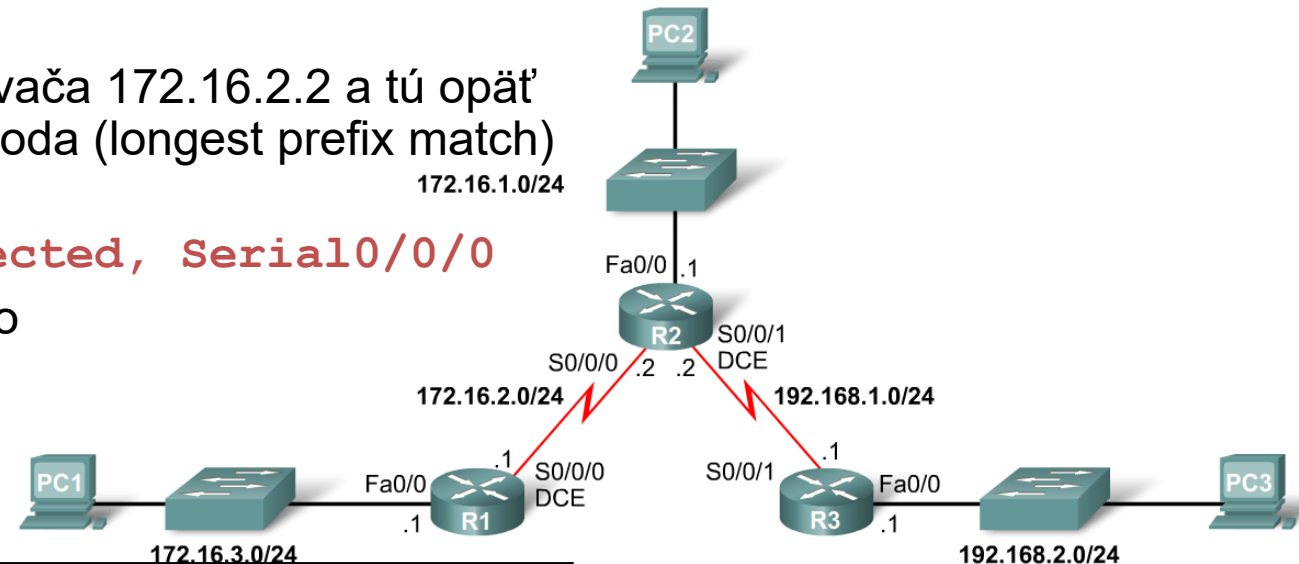 PC2
vača 172.16.2.2 a tú opäť
oda (longest prefix match)
172.16.1.0/24
ected, Serial0/0/0
o
Fa0/0 .1
R2
S0/0/1
DCE
S0/0/0 .2 .2
172.16.2.0/24
192.168.1.0/24
PC1
Fa0/0
.1
.1
S0/0/0
DCE
R1
S0/0/1
.1
R3
Fa0/0
.1
PC3
172.16.3.0/24
192.168.2.0/24